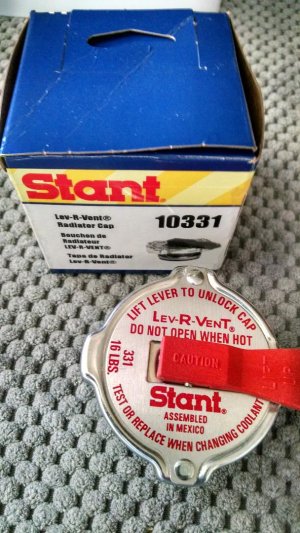 Stant
Lev-R-Vent®
Radiator Cap
10331
Bouchon de
Radiateur
LEV-R-VENT®
Tapa de Radiator
Lev-R-Vent®
LIFT LEVER TO UNLOCK CAP
LEV-R-VENT®
DO NOT OPEN WHEN HOT
CAUTION
331
16 LBS.
Stant®
ASSEMBLED
IN MEXICO
TEST OR REPLACE WHEN CHANGING COOLANT